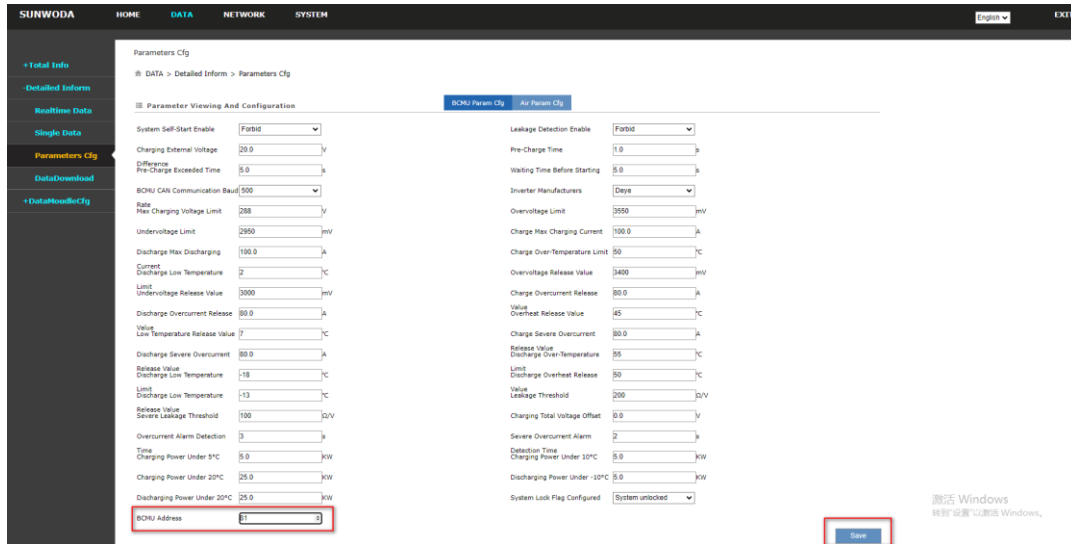 SUNWODA HOME DATA NETWORK SYSTEM English EXIT
+Total Info
-Detailed Inform
Realtime Data
Single Data
Parameters Cfg
DataDownload
+DataMoudleCfg
Parameters Cfg
DATA > Detailed Inform > Parameters Cfg
Parameter Viewing And Configuration BCMU Param Cfg Air Param Cfg
System Self-Start Enable Forbid Leakage Detection Enable Forbid
Charging External Voltage 20.0 V Pre-Charge Time 1.0 s
Difference
Pre-Charge Exceeded Time 5.0 s Waiting Time Before Starting 5.0 s
BCMU CAN Communication Baud 500 Inverter Manufacturers Deye
Rate
Max Charging Voltage Limit 288 V Overvoltage Limit 3550 mV
Undervoltage Limit 2950 mV Charge Max Charging Current 100.0 A
Discharge Max Discharging 100.0 A Charge Over-Temperature Limit 50 °C
Current
Discharge Low Temperature 2 °C Overvoltage Release Value 3400 mV
Limit
Undervoltage Release Value 3000 mV Charge Overcurrent Release 80.0 A
Value
Discharge Overcurrent Release 80.0 A Overheat Release Value 45 °C
Value
Low Temperature Release Value 7 °C Charge Severe Overcurrent 80.0 A
Release Value
Discharge Severe Overcurrent 80.0 A Discharge Over-Temperature 55 °C
Release Value Limit
Discharge Low Temperature -18 °C Discharge Overheat Release 50 °C
Limit Value
Discharge Low Temperature -13 °C Leakage Threshold 200 Ω/V
Release Value
Severe Leakage Threshold 100 Ω/V Charging Total Voltage Offset 0.0 V
Overcurrent Alarm Detection 3 s Severe Overcurrent Alarm 2 s
Time Detection Time
Charging Power Under 5°C 5.0 KW Charging Power Under 10°C 5.0 KW
Charging Power Under 20°C 25.0 KW Discharging Power Under -10°C 5.0 KW
Discharging Power Under 20°C 25.0 KW System Lock Flag Configured System unlocked
BCMU Address 81
Save
激活 Windows
转到"设置"以激活 Windows。